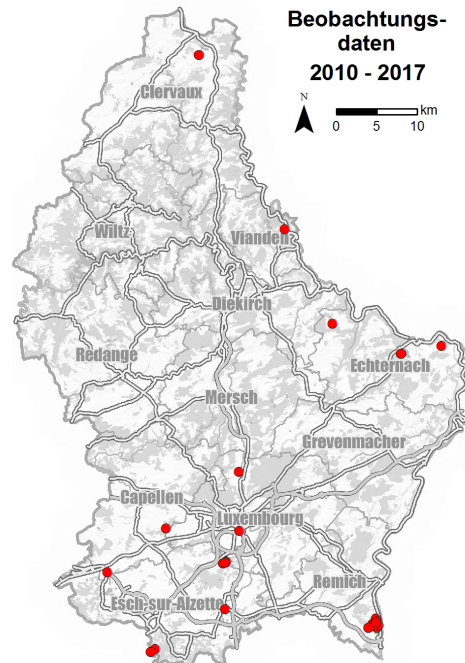 Beobachtungs-
daten
2010 - 2017
N
km
0 5 10
Clervaux
Wiltz
Vianden
Diekirch
Redange
Echternach
Mersch
Grevenmacher
Capellen
Luxembourg
Remich
Esch-sur-Alzette